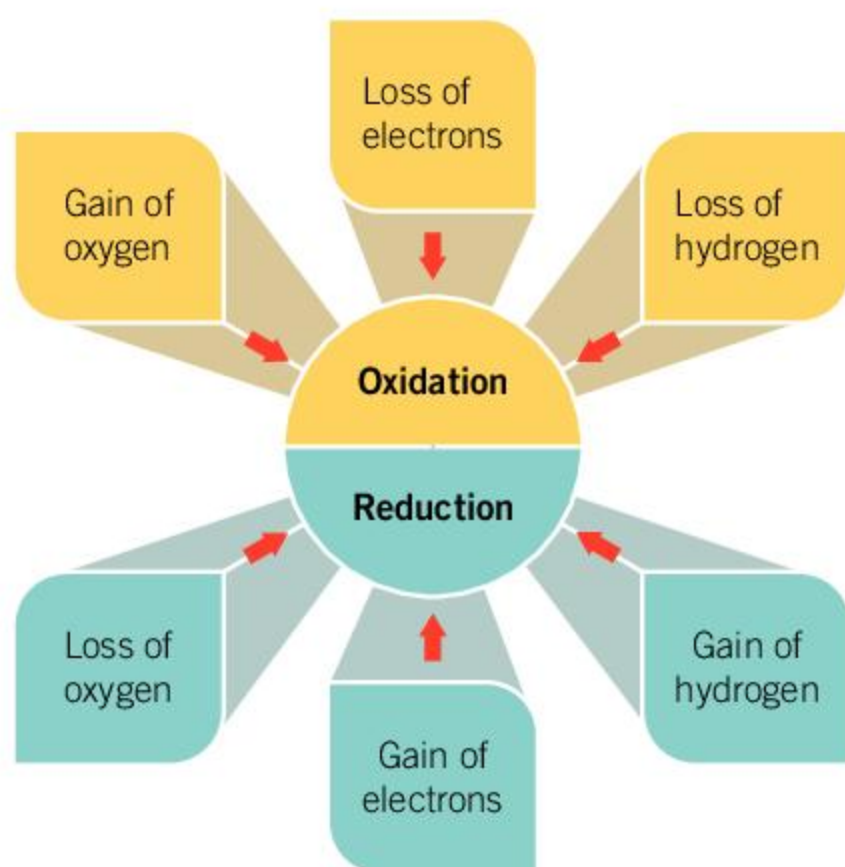 Loss of
electrons
Gain of
oxygen
Loss of
hydrogen
Oxidation
Reduction
Loss of
oxygen
Gain of
electrons
Gain of
hydrogen